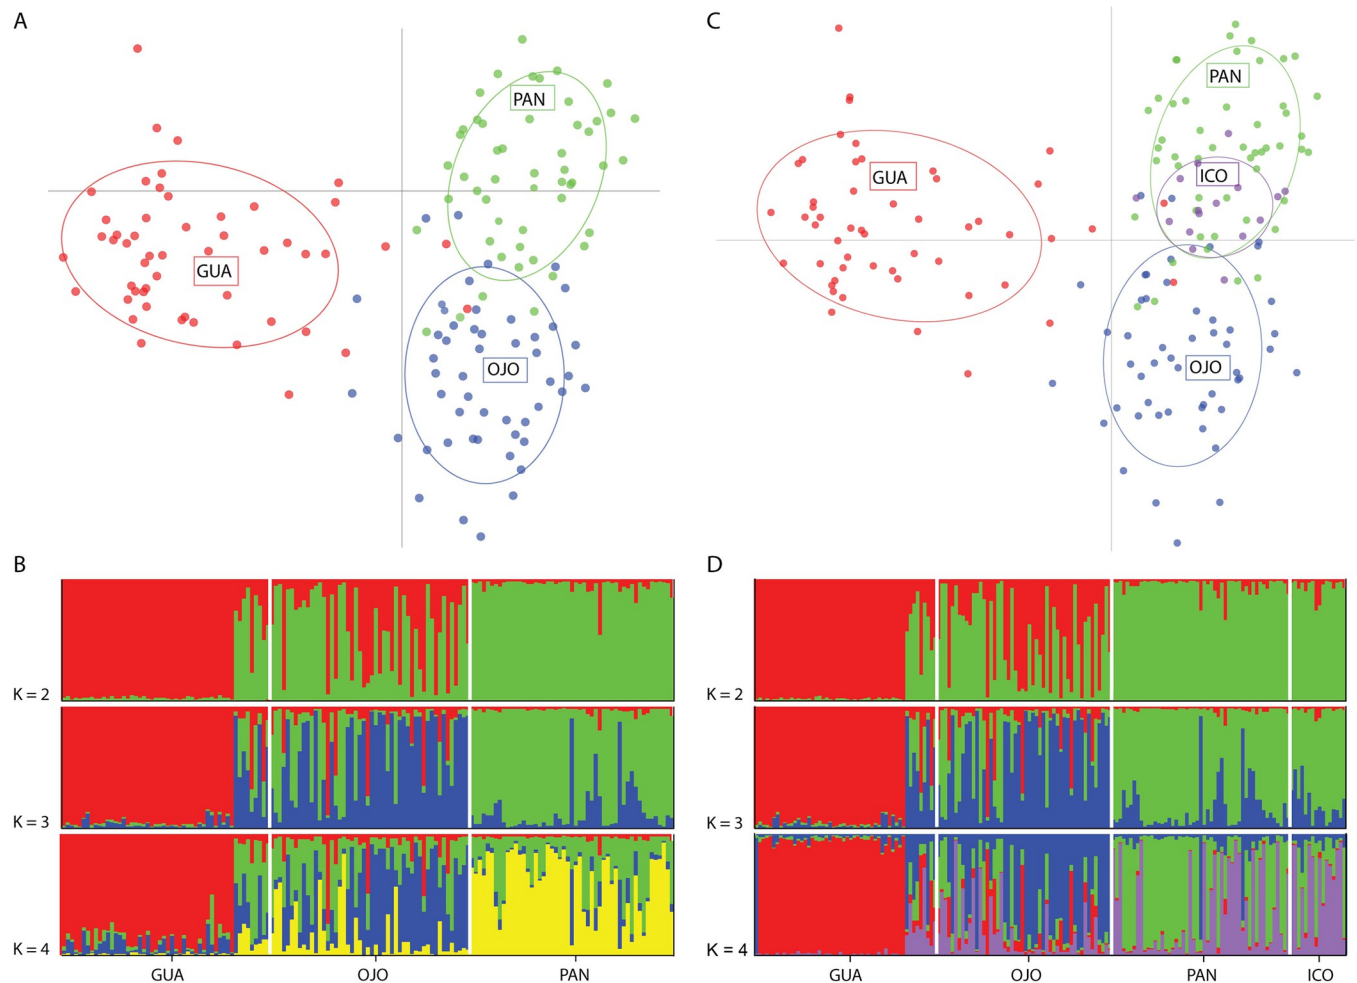 A
PAN
GUA
OJO
C
PAN
ICO
GUA
OJO
B
K = 2
K = 3
K = 4
GUA OJO PAN
D
K = 2
K = 3
K = 4
GUA OJO PAN ICO